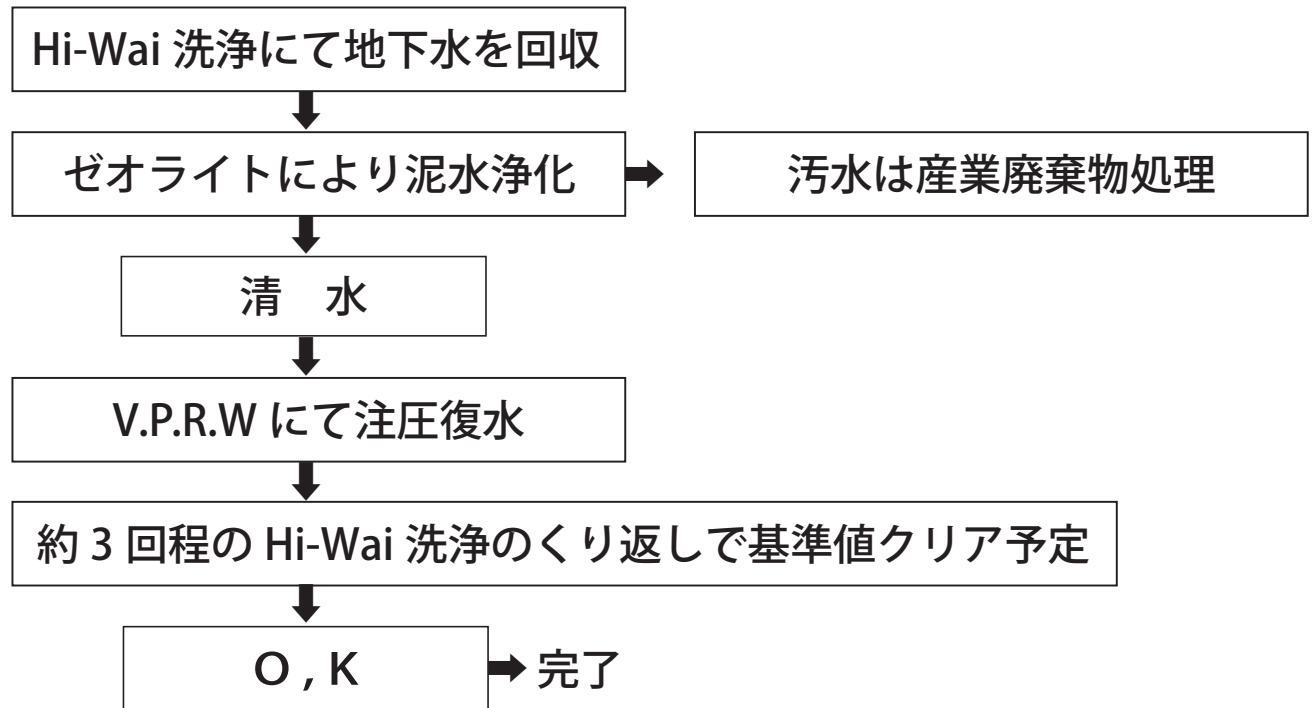 Hi-Wai 洗浄にて地下水を回収
ゼオライトにより泥水浄化
汚水は産業廃棄物処理
清　水
V.P.R.W にて注圧復水
約 3 回程の Hi-Wai 洗浄のくり返しで基準値クリア予定
O , K
完了